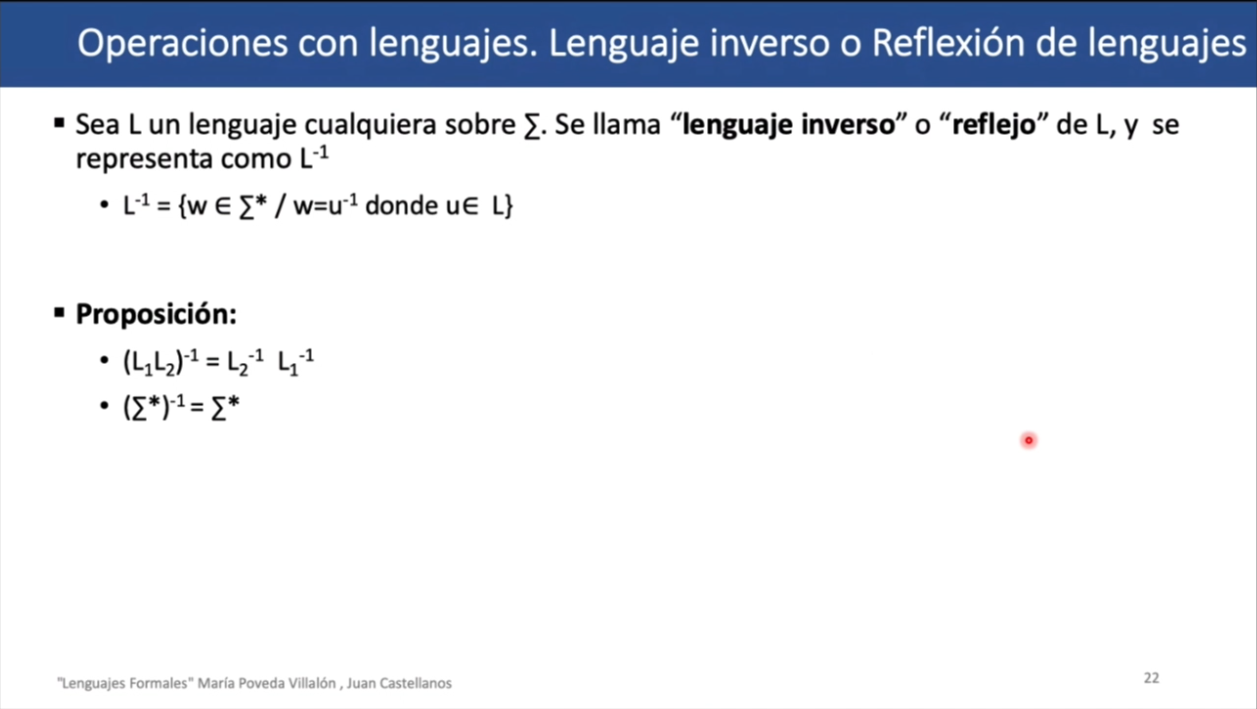 Operaciones con lenguajes. Lenguaje inverso o Reflexión de lenguajes
▪ Sea L un lenguaje cualquiera sobre ∑. Se llama “lenguaje inverso” o “reflejo” de L, y se
representa como L⁻¹
• L⁻¹ = {w ∈ ∑* / w=u⁻¹ donde u∈ L}
▪ Proposición:
• (L₁L₂)⁻¹ = L₂⁻¹ L₁⁻¹
• (∑*)⁻¹ = ∑*
"Lenguajes Formales" María Poveda Villalón , Juan Castellanos
22